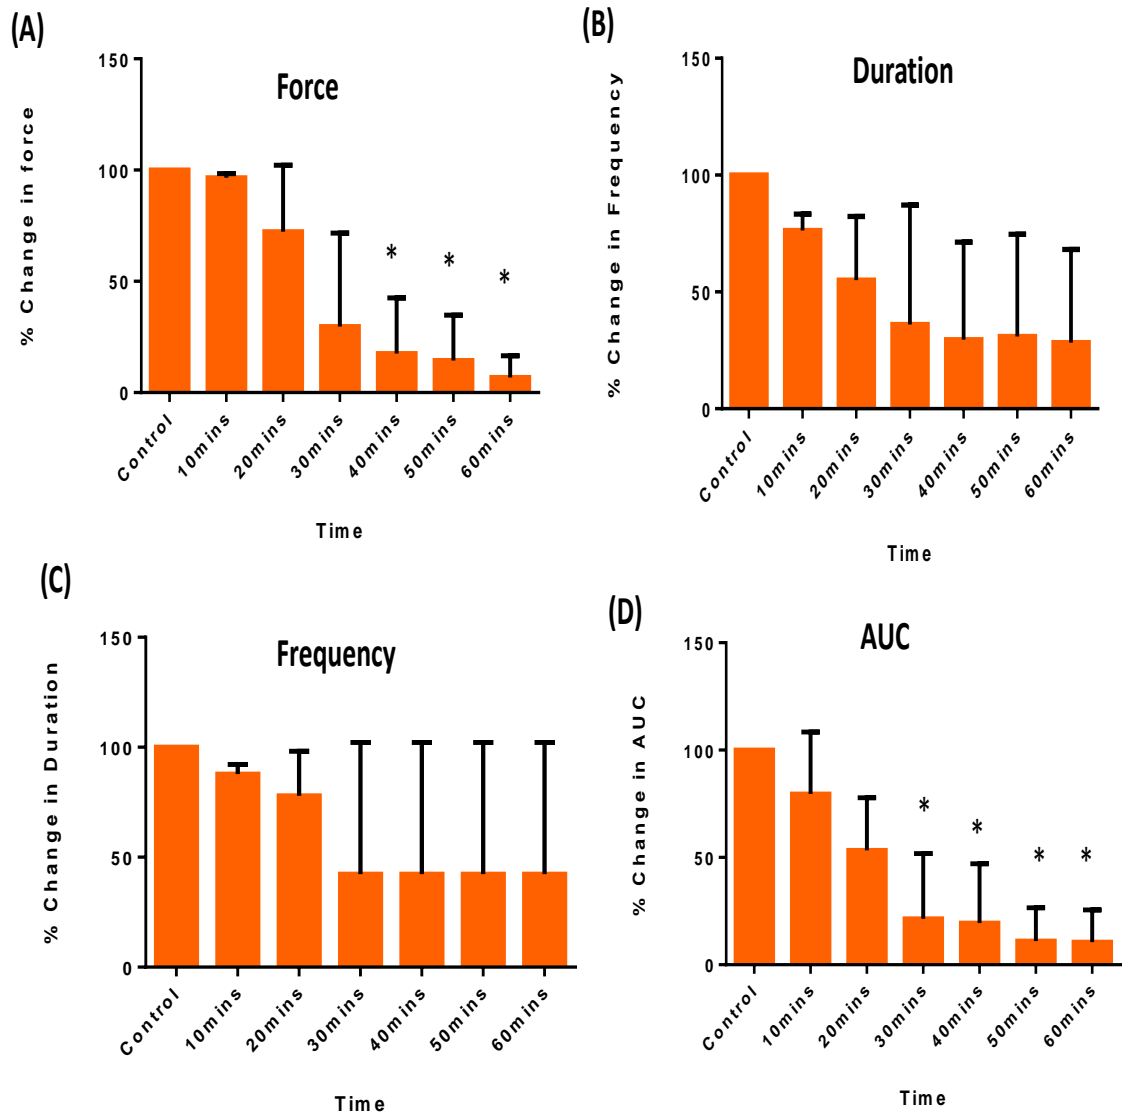 (A)
Force
% Change in force
150
100
50
0
*
*
*
Control
10mins
20mins
30mins
40mins
50mins
60mins
Time
(B)
Duration
% Change in Frequency
150
100
50
0
Control
10mins
20mins
30mins
40mins
50mins
60mins
Time
(C)
Frequency
% Change in Duration
150
100
50
0
Control
10mins
20mins
30mins
40mins
50mins
60mins
Time
(D)
AUC
% Change in AUC
150
100
50
0
*
*
*
*
Control
10mins
20mins
30mins
40mins
50mins
60mins
Time